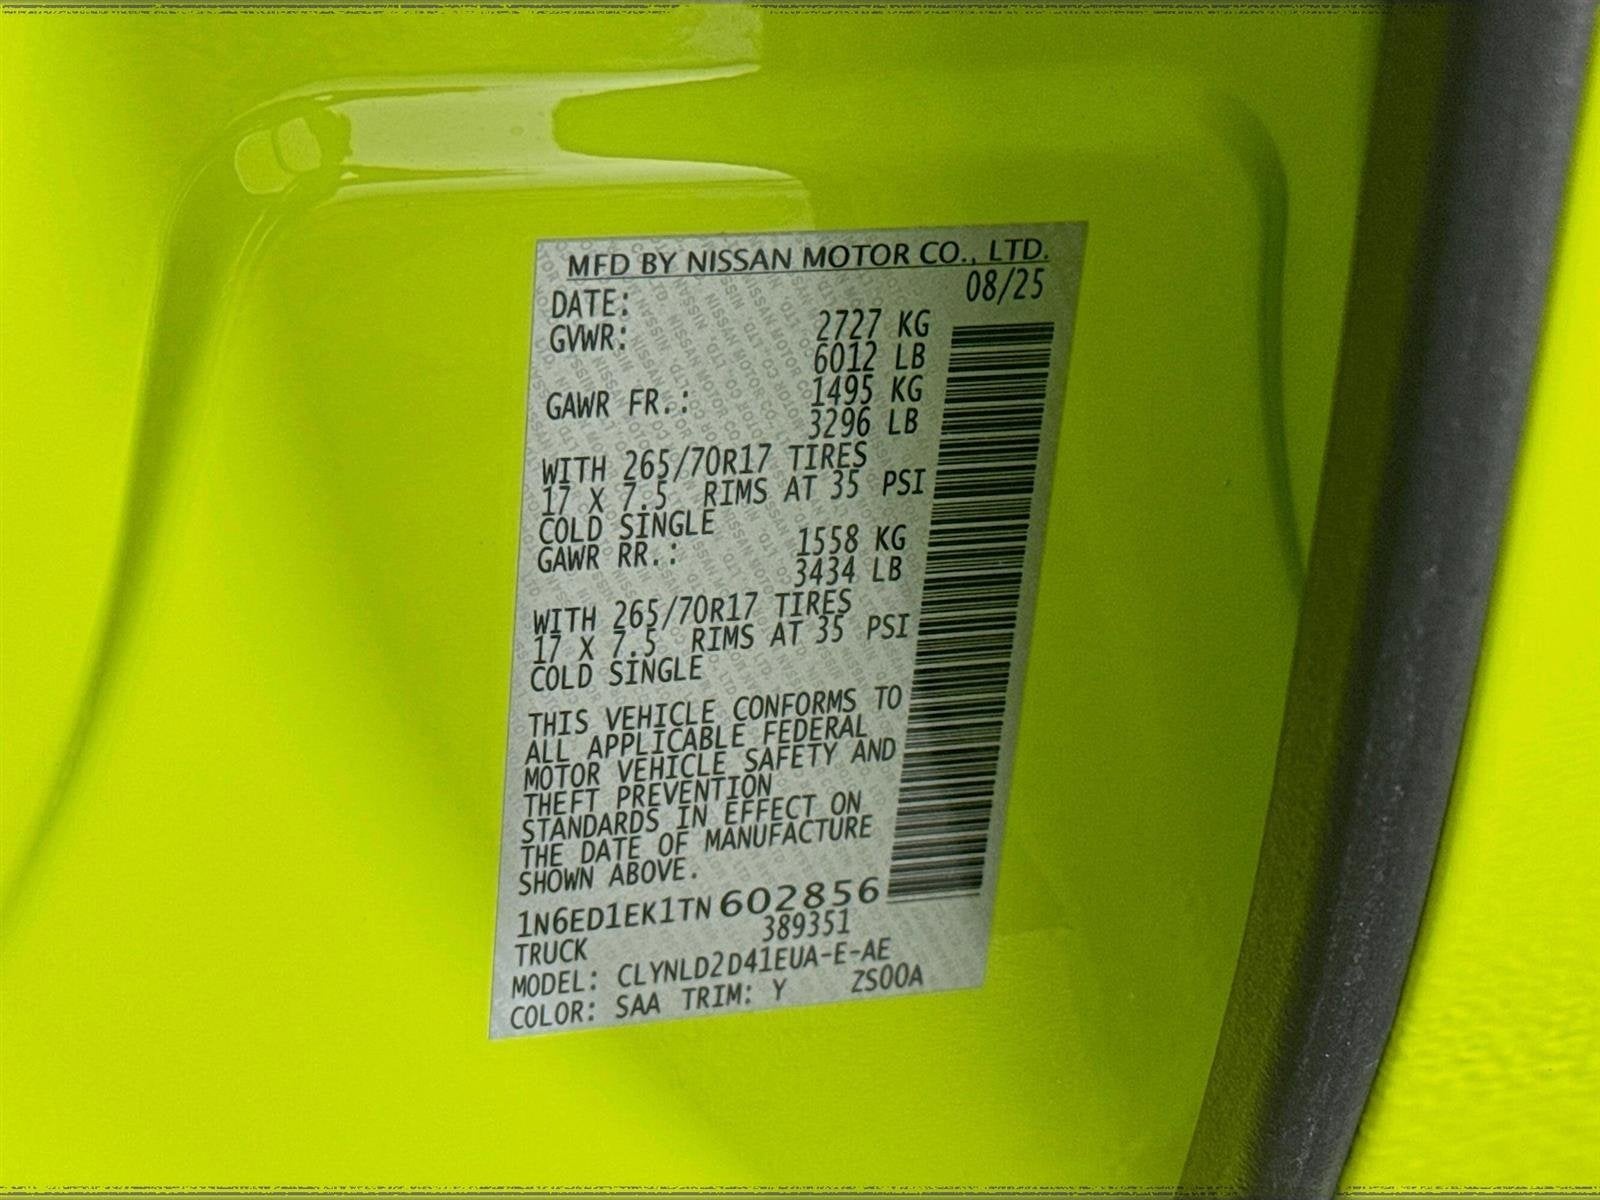 MFD BY NISSAN MOTOR CO., LTD.
DATE: 08/25
GVWR: 2727 KG
6012 LB
GAWR FR.: 1495 KG
3296 LB
WITH 265/70R17 TIRES
17 X 7.5 RIMS AT 35 PSI
COLD SINGLE
GAWR RR.: 1558 KG
3434 LB
WITH 265/70R17 TIRES
17 X 7.5 RIMS AT 35 PSI
COLD SINGLE
THIS VEHICLE CONFORMS TO
ALL APPLICABLE FEDERAL
MOTOR VEHICLE SAFETY AND
THEFT PREVENTION
STANDARDS IN EFFECT ON
THE DATE OF MANUFACTURE
SHOWN ABOVE.
1N6ED1EK1TN602856
TRUCK 389351
MODEL: CLYNLD2D41EUA-E-AE
COLOR: SAA TRIM: Y ZS00A